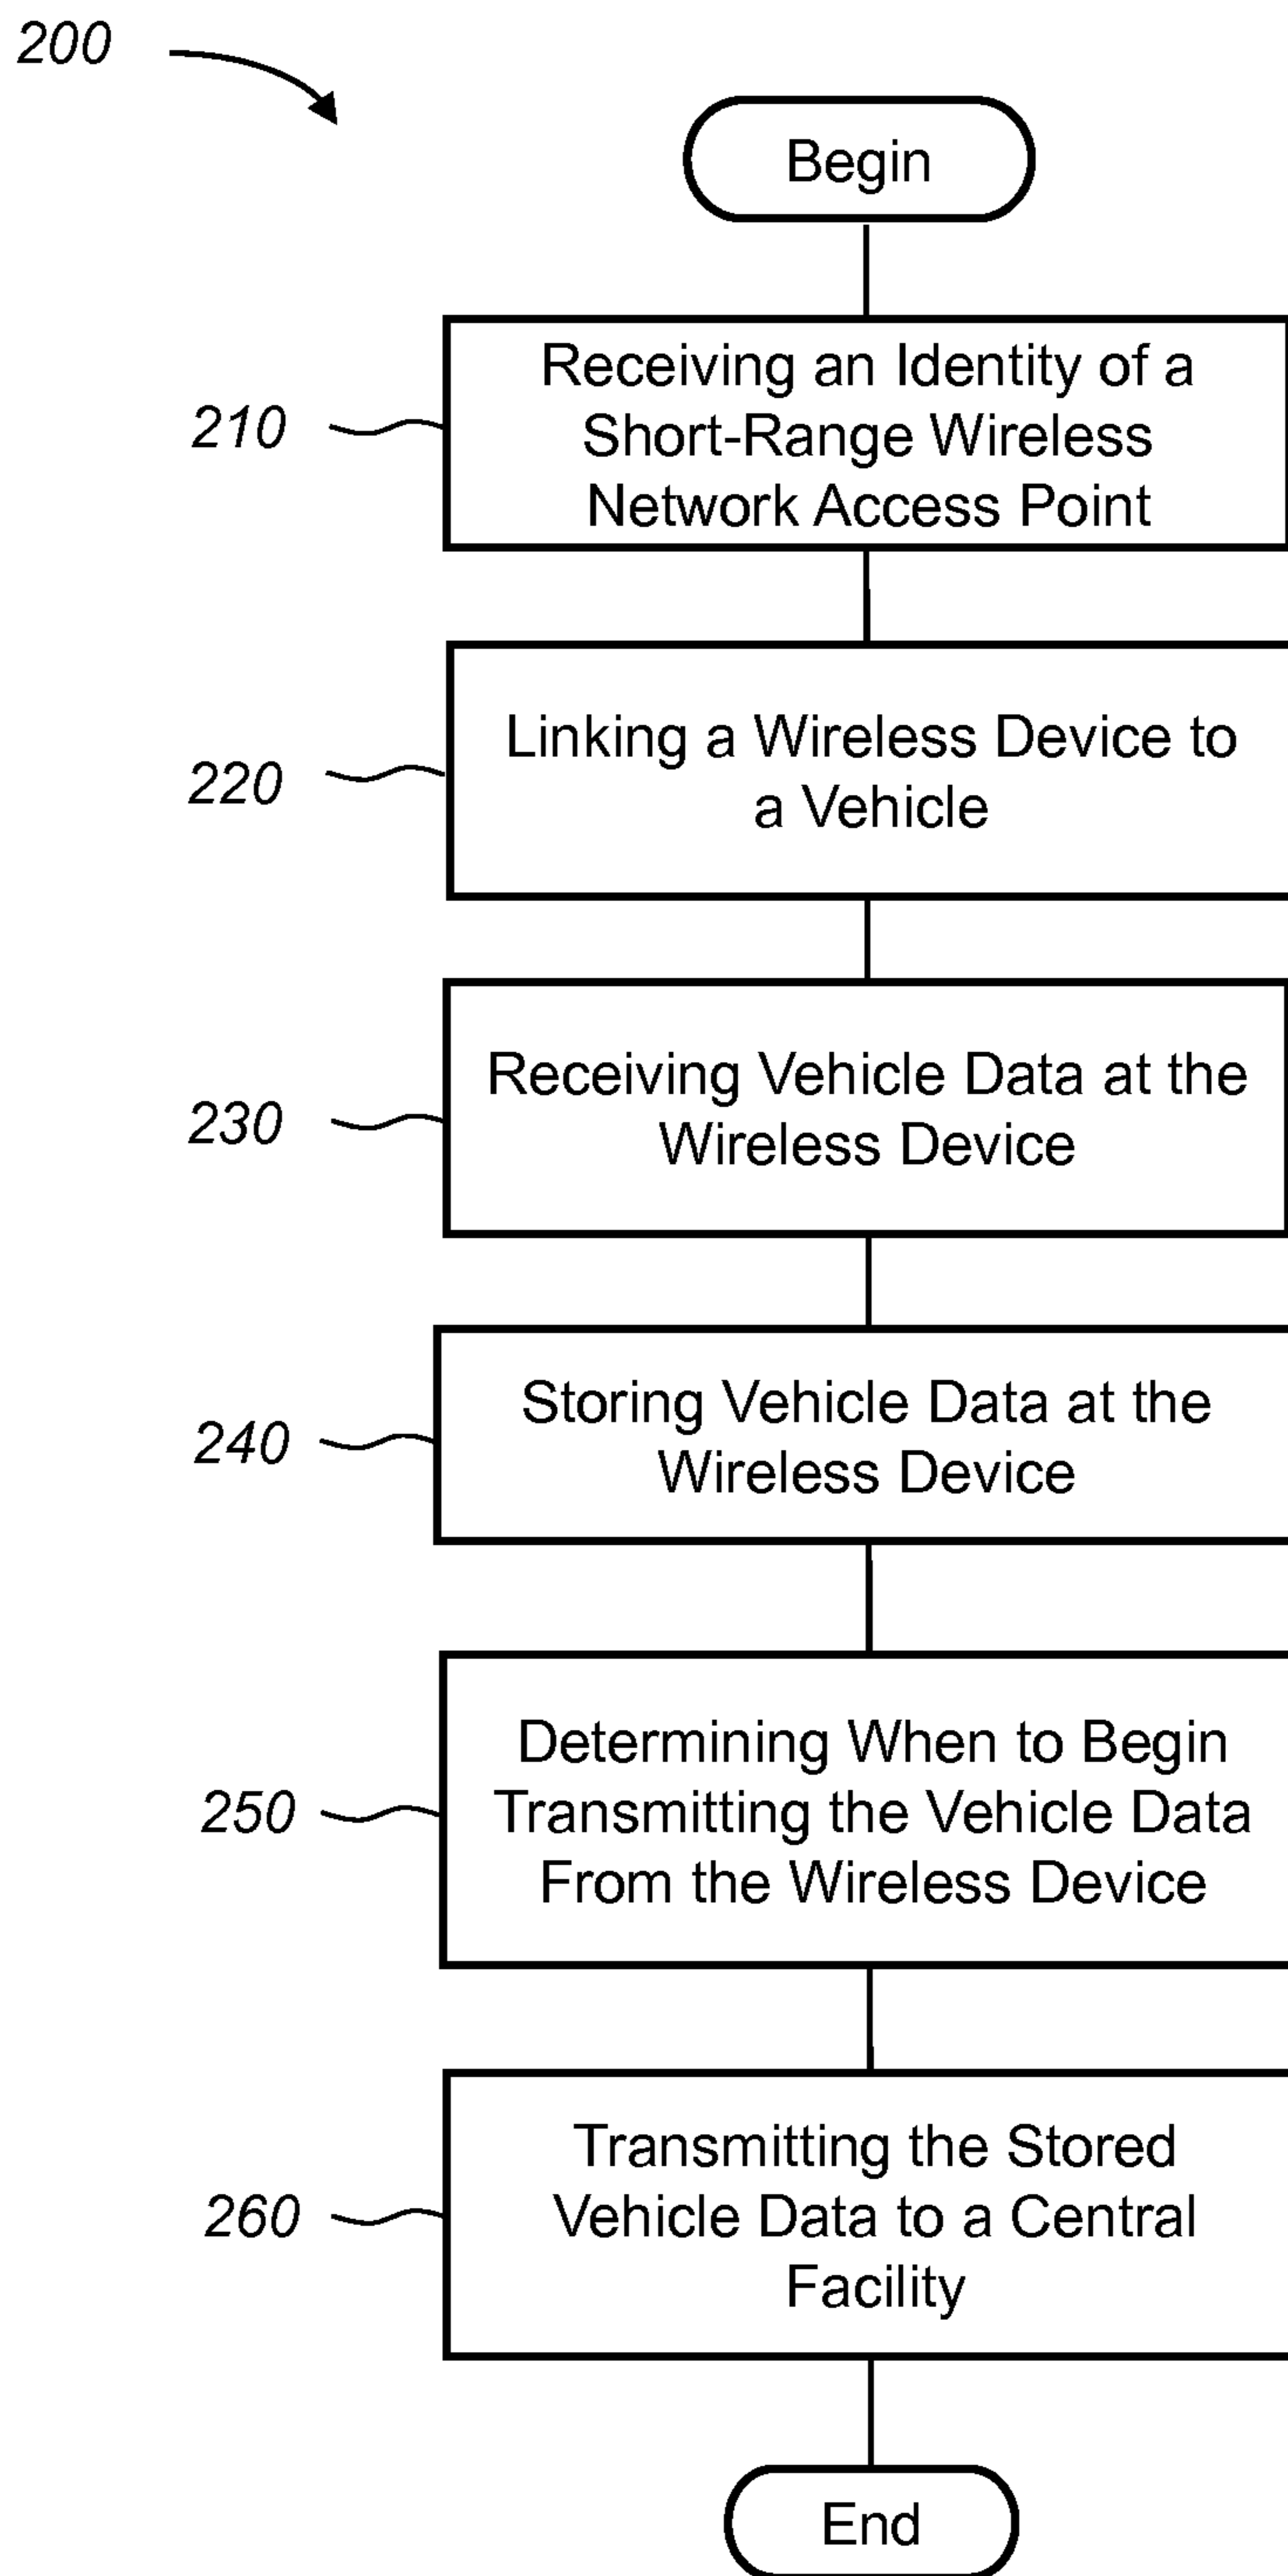 200
Begin
210
Receiving an Identity of a
Short-Range Wireless
Network Access Point
220
Linking a Wireless Device to
a Vehicle
230
Receiving Vehicle Data at the
Wireless Device
240
Storing Vehicle Data at the
Wireless Device
250
Determining When to Begin
Transmitting the Vehicle Data
From the Wireless Device
260
Transmitting the Stored
Vehicle Data to a Central
Facility
End